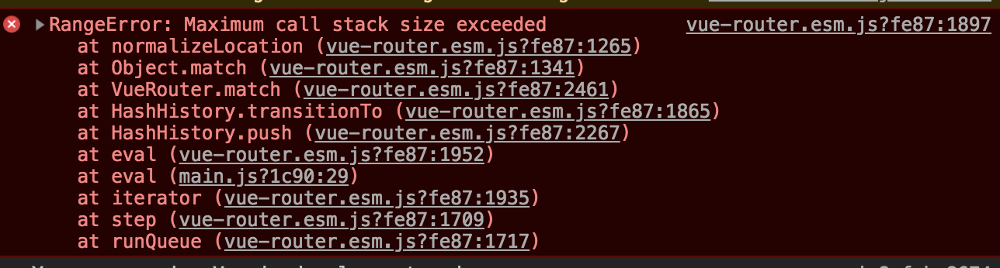 RangeError: Maximum call stack size exceeded vue-router.esm.js?fe87:1897
at normalizeLocation (vue-router.esm.js?fe87:1265)
at Object.match (vue-router.esm.js?fe87:1341)
at VueRouter.match (vue-router.esm.js?fe87:2461)
at HashHistory.transitionTo (vue-router.esm.js?fe87:1865)
at HashHistory.push (vue-router.esm.js?fe87:2267)
at eval (vue-router.esm.js?fe87:1952)
at eval (main.js?1c90:29)
at iterator (vue-router.esm.js?fe87:1935)
at step (vue-router.esm.js?fe87:1709)
at runQueue (vue-router.esm.js?fe87:1717)